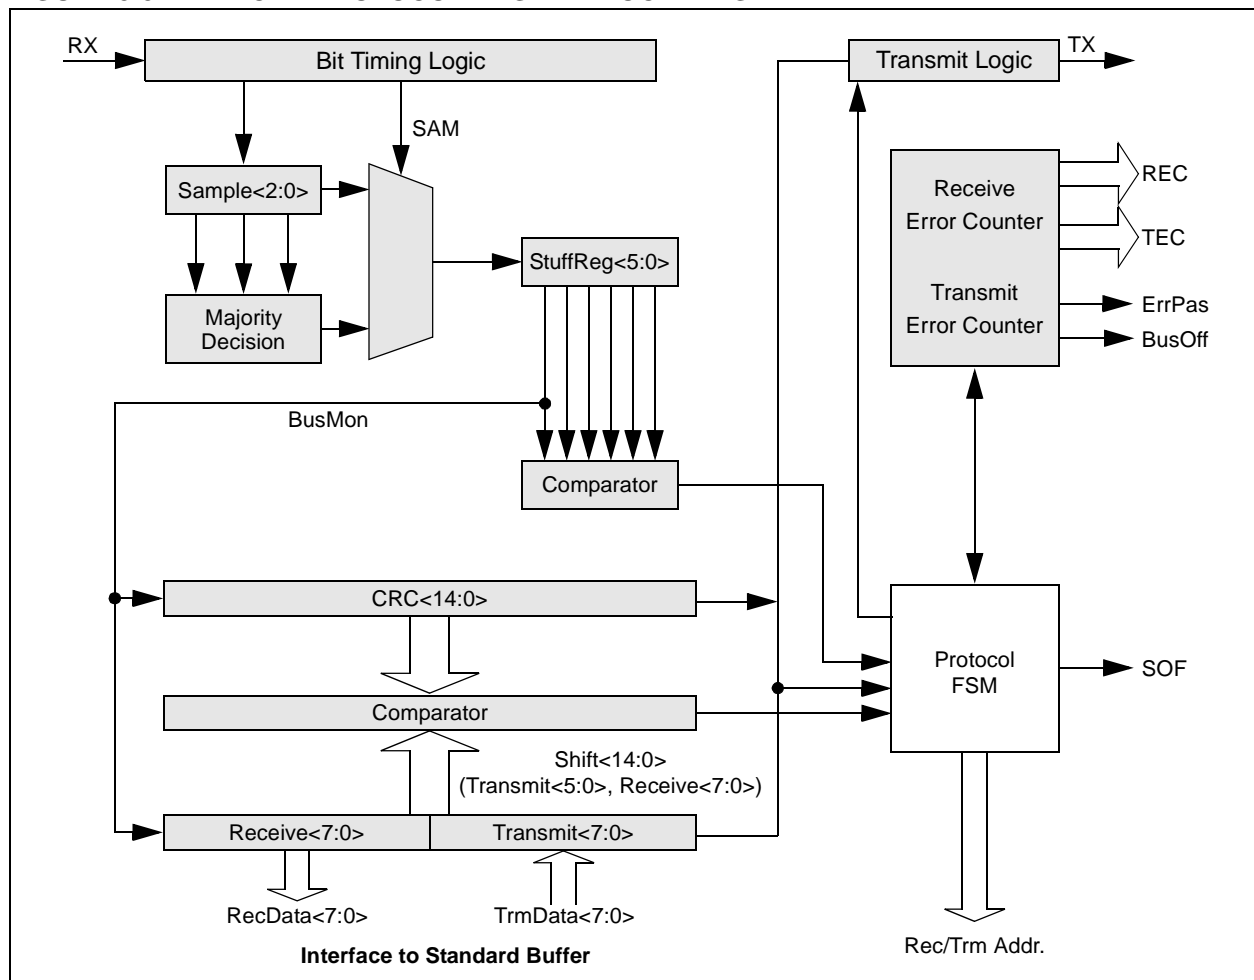 RX
Bit Timing Logic
Transmit Logic
TX
SAM
Sample<2:0>
Receive
Error Counter
REC
TEC
StuffReg<5:0>
Majority
Decision
Transmit
Error Counter
ErrPas
BusOff
BusMon
Comparator
CRC<14:0>
Protocol
FSM
SOF
Comparator
Shift<14:0>
(Transmit<5:0>, Receive<7:0>)
Receive<7:0>
Transmit<7:0>
RecData<7:0>
TrmData<7:0>
Interface to Standard Buffer
Rec/Trm Addr.